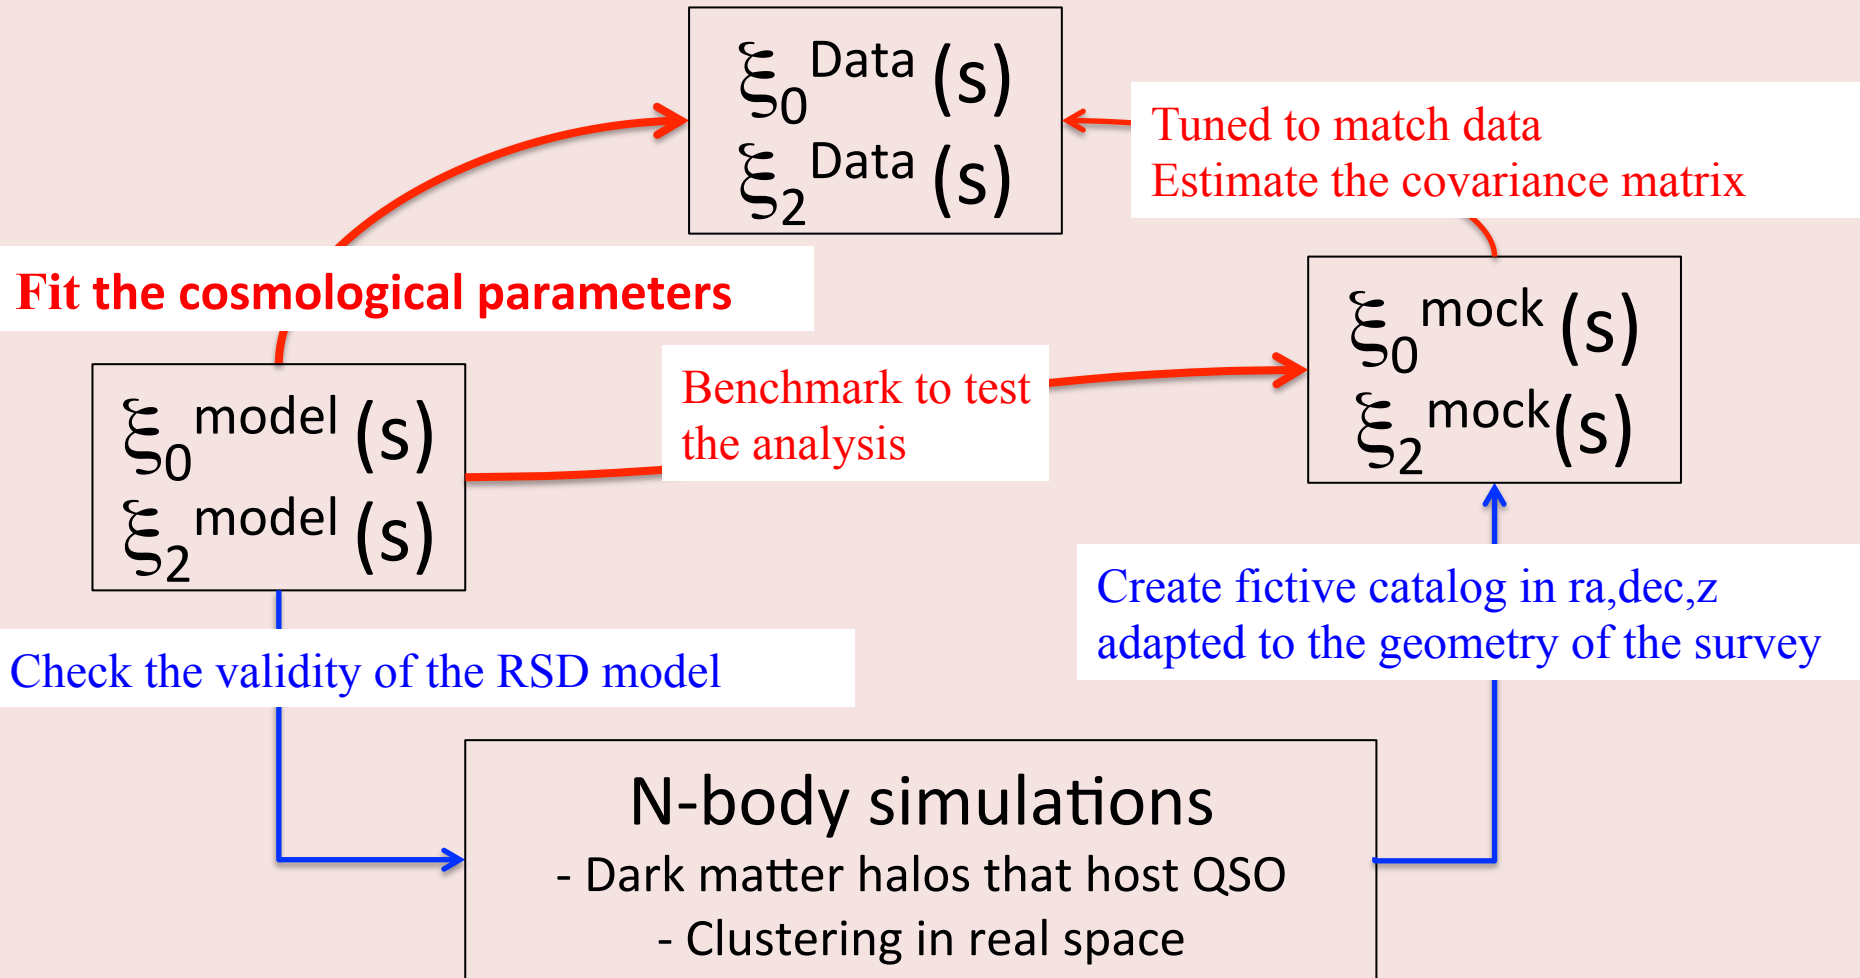 ξ₀ᴰᵃᵗᵃ (s)
ξ₂ᴰᵃᵗᵃ (s)
Tuned to match data
Estimate the covariance matrix
Fit the cosmological parameters
ξ₀ᵐᵒᶜᵏ (s)
ξ₂ᵐᵒᶜᵏ(s)
Benchmark to test
the analysis
ξ₀ᵐᵒᵈᵉˡ (s)
ξ₂ᵐᵒᵈᵉˡ (s)
Create fictive catalog in ra,dec,z
adapted to the geometry of the survey
Check the validity of the RSD model
N-body simulations
- Dark matter halos that host QSO
- Clustering in real space